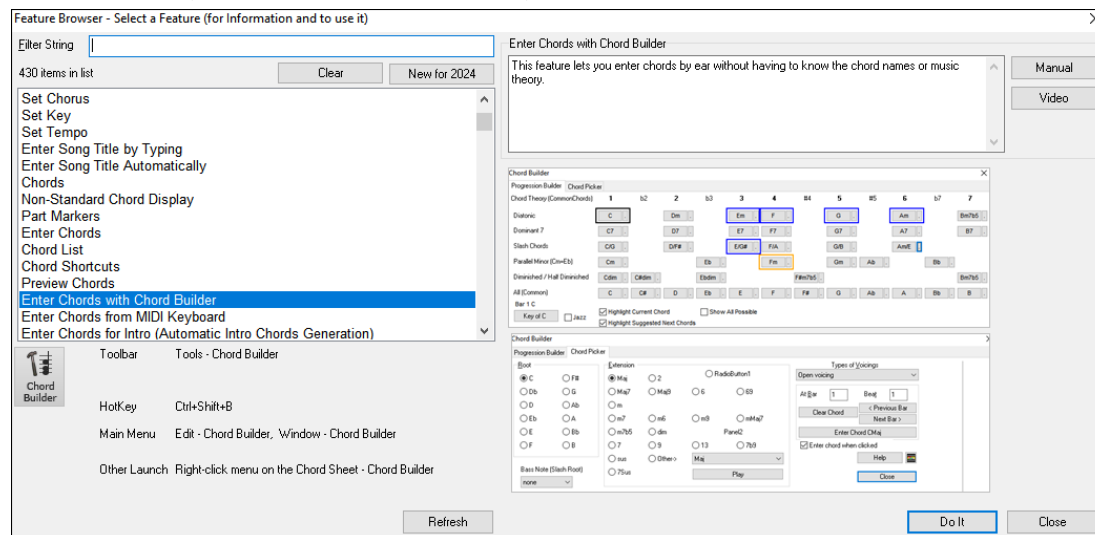 Feature Browser - Select a Feature (for Information and to use it)
Filter String
430 items in list
Clear
New for 2024
Set Chorus
Set Key
Set Tempo
Enter Song Title by Typing
Enter Song Title Automatically
Chords
Non-Standard Chord Display
Part Markers
Enter Chords
Chord List
Chord Shortcuts
Preview Chords
Enter Chords with Chord Builder
Enter Chords from MIDI Keyboard
Enter Chords for Intro (Automatic Intro Chords Generation)
Chord Builder
Toolbar Tools - Chord Builder
HotKey Ctrl+Shift+B
Main Menu Edit - Chord Builder, Window - Chord Builder
Other Launch Right-click menu on the Chord Sheet - Chord Builder
Refresh
Enter Chords with Chord Builder
This feature lets you enter chords by ear without having to know the chord names or music
theory.
Manual
Video
Chord Builder
Progression Builder Chord Picker
Chord Theory (CommonChords) 1 b2 2 b3 3 4 #4 5 #5 6 b7 7
Diatonic C Dm Em F G Am Bm7b5
Dominant 7 C7 D7 E7 F7 G7 A7 B7
Slash Chords C/G D/F# E/G# F/A G/B Am/E
Parallel Minor (Cm=Eb) Cm Eb Fm Gm Ab Bb
Diminished / Half Diminished Cdim C#dim Ebdim F#m7b5 Bm7b5
All (Common) C C# D Eb E F F# G Ab A Bb B
Bar 1 C
Key of C Jazz Highlight Current Chord Show All Possible
Highlight Suggested Next Chords
Chord Builder
Progression Builder Chord Picker
Root Extension Types of Voicings
C F# Maj 2 RadioButton1 Open voicing
Db G Maj7 Maj9 6 69 At Bar 1 Beat 1
D Ab m Clear Chord < Previous Bar
Eb A m7 m6 m9 mMaj7 Next Bar >
E Bb m7b5 dim Panel2 Enter Chord CMaj
F B 7 9 13 7b9 Enter chord when clicked
sus Other> Maj Help
Bass Note (Slash Root) 7Sus Play Close
none
Do It
Close